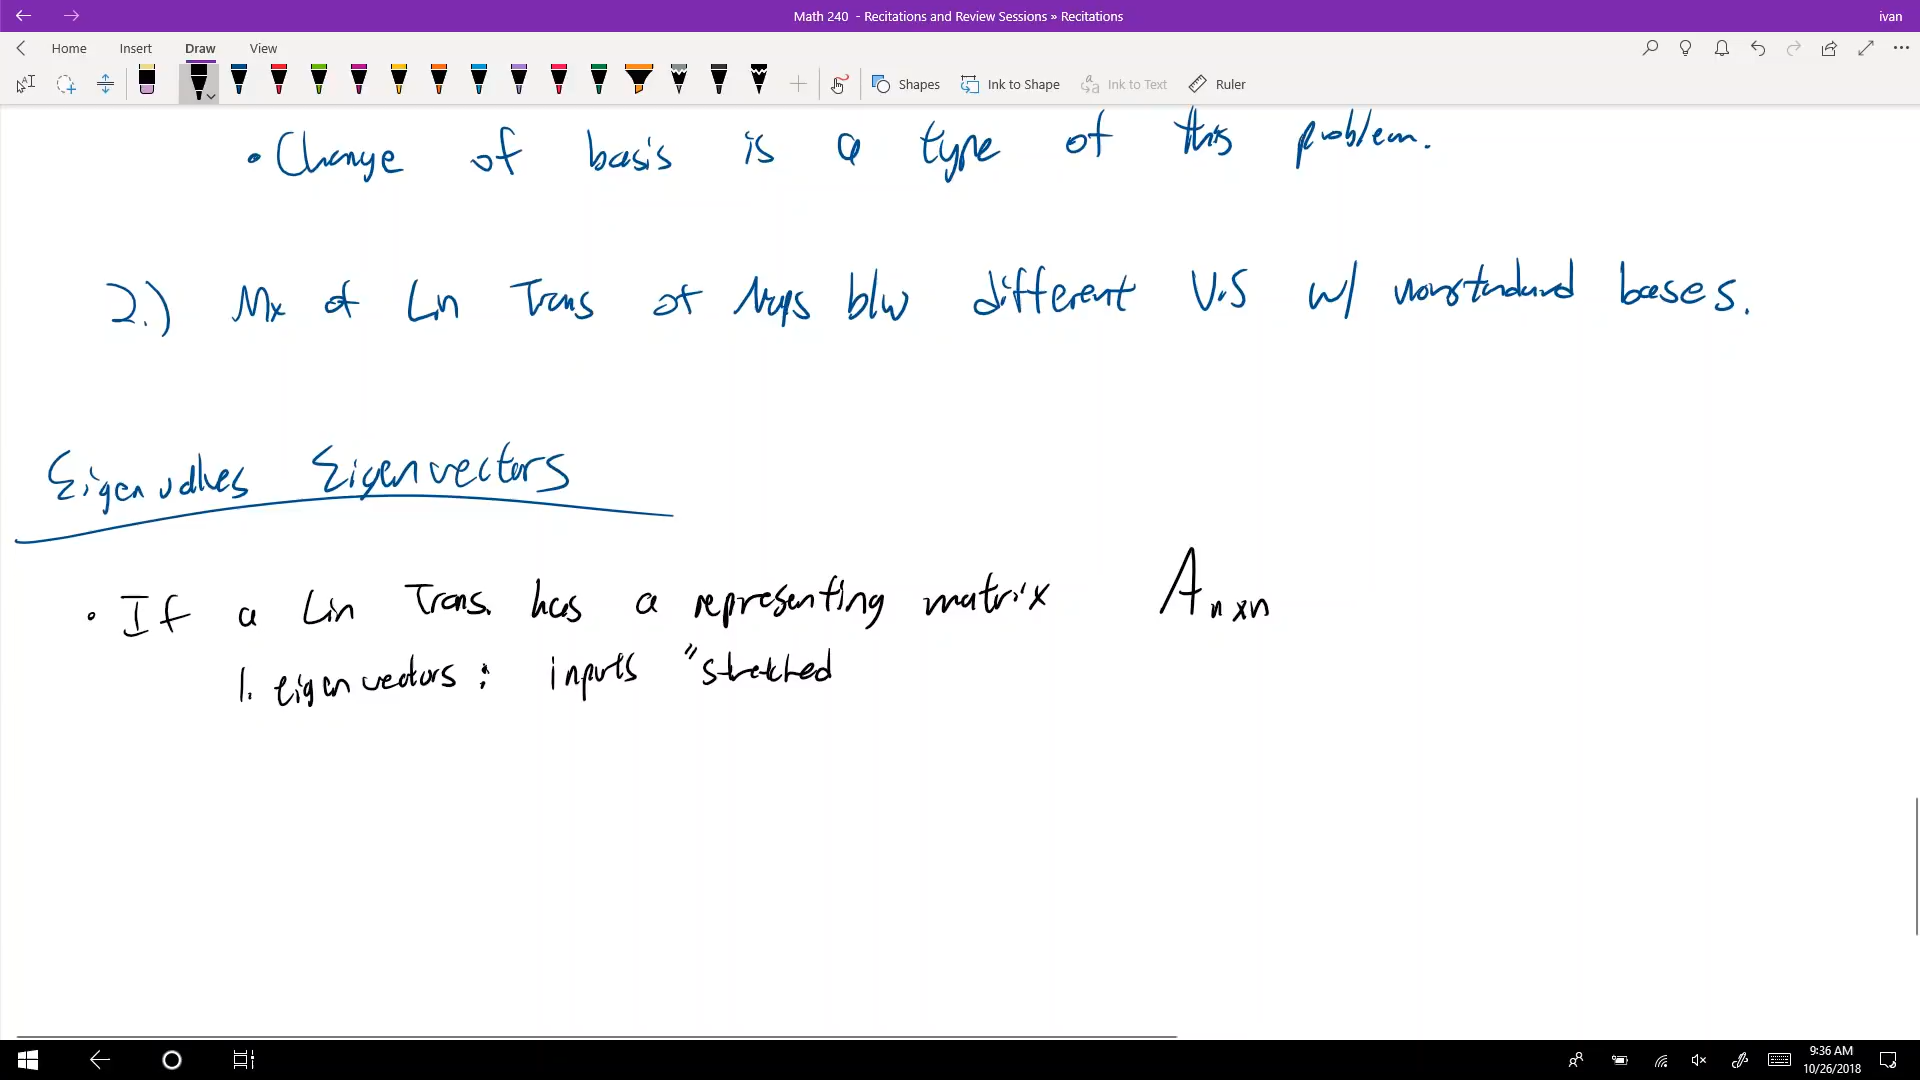 Math 240 - Recitations and Review Sessions » Recitations
ivan
Home Insert Draw View
Shapes Ink to Shape Ink to Text Ruler
• Change of basis is a type of this problem.
2.) Mx of Lin Trans of Maps b/w different V.S w/ nonstandard bases.
Eigenvalues Eigenvectors
• If a Lin Trans. has a representing matrix A n x n
1. eigenvectors : inputs "stretched
9:36 AM
10/26/2018